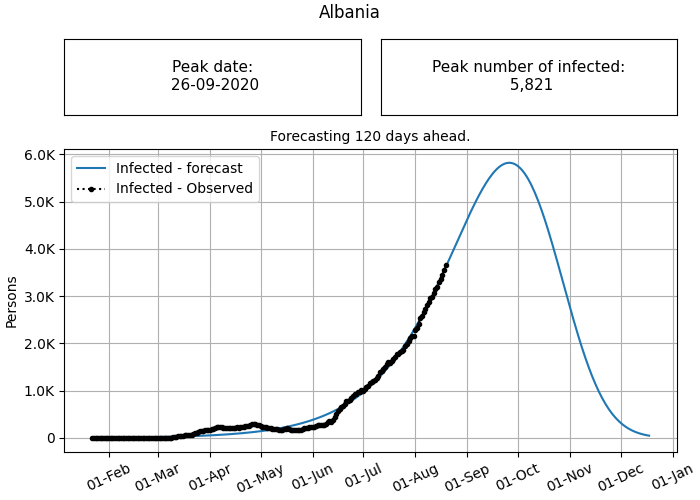 Albania
Peak date:
26-09-2020
Peak number of infected:
5,821
Forecasting 120 days ahead.
Infected - forecast
Infected - Observed
Persons
6.0K
5.0K
4.0K
3.0K
2.0K
1.0K
0
01-Feb
01-Mar
01-Apr
01-May
01-Jun
01-Jul
01-Aug
01-Sep
01-Oct
01-Nov
01-Dec
01-Jan